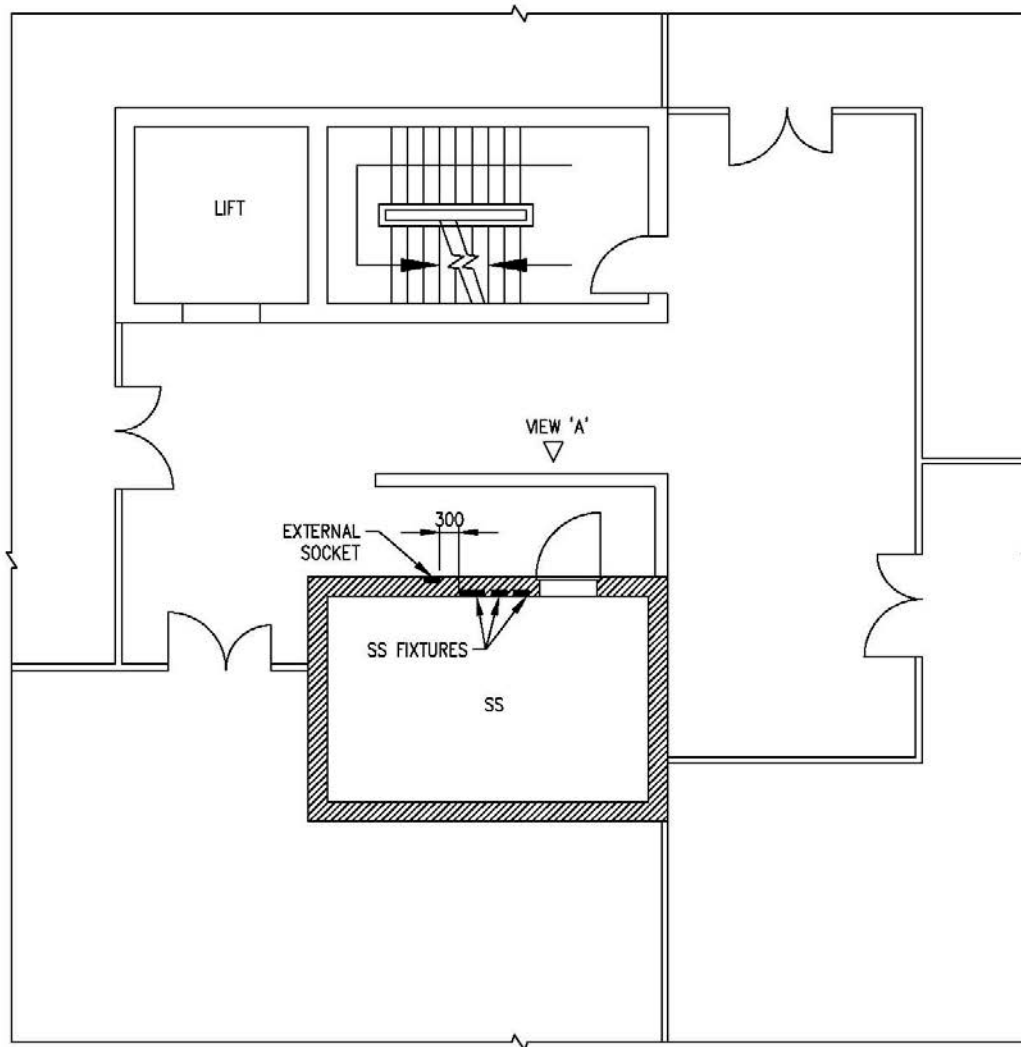 LIFT
VIEW 'A'
300
EXTERNAL
SOCKET
SS FIXTURES
SS